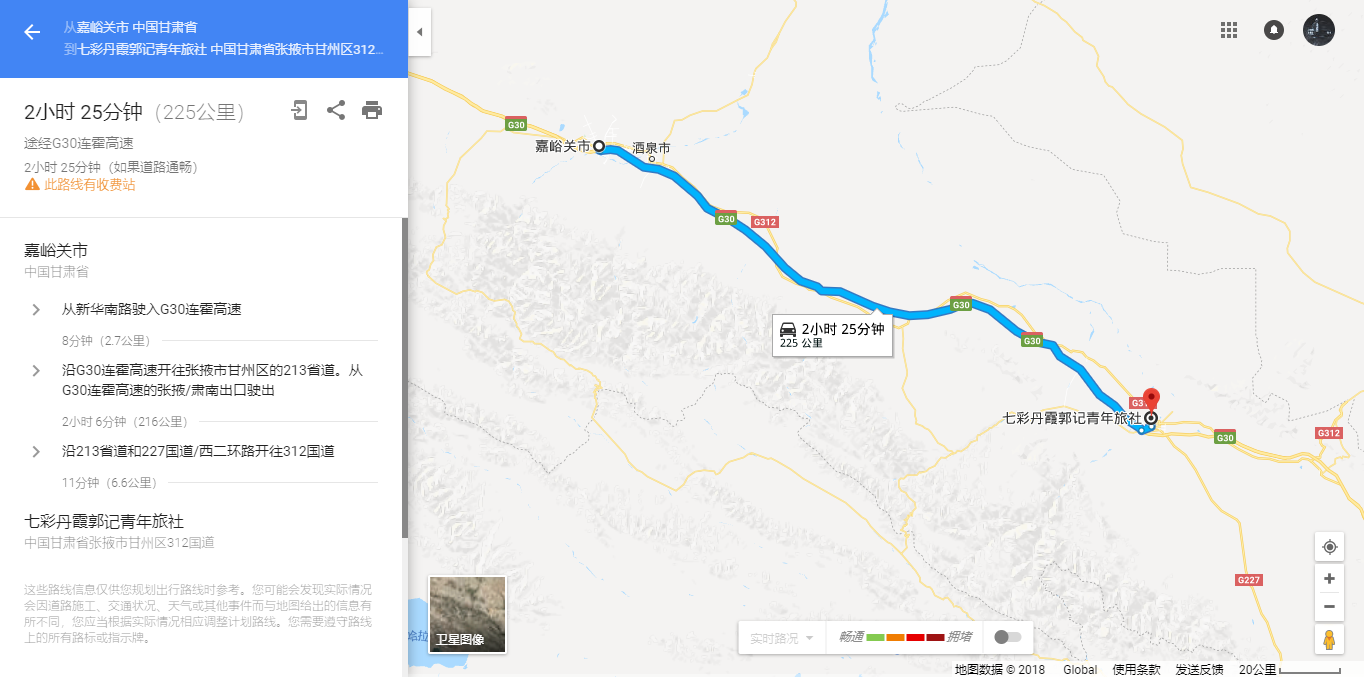 从嘉峪关市 中国甘肃省
到七彩丹霞郭记青年旅社 中国甘肃省张掖市甘州区312...
2小时 25分钟（225公里）
途经G30连霍高速
2小时 25分钟（如果道路通畅）
此路线有收费站
嘉峪关市
中国甘肃省
从新华南路驶入G30连霍高速
8分钟（2.7公里）
沿G30连霍高速开往张掖市甘州区的213省道。从
G30连霍高速的张掖/肃南出口驶出
2小时 6分钟（216公里）
沿213省道和227国道/西二环路开往312国道
11分钟（6.6公里）
七彩丹霞郭记青年旅社
中国甘肃省张掖市甘州区312国道
这些路线信息仅供您规划出行路线时参考。您可能会发现实际情况
会因道路施工、交通状况、天气或其他事件而与地图给出的信息有
所不同，您应当根据实际情况相应调整计划路线。您需要遵守路线
上的所有路标或指示牌。
G30
嘉峪关市
酒泉市
G30
G312
G30
2小时 25分钟
225 公里
G30
G31
七彩丹霞郭记青年旅社
G30
G312
G227
哈拉
卫星图像
实时路况
畅通
拥堵
地图数据 © 2018
Global
使用条款
发送反馈
20公里